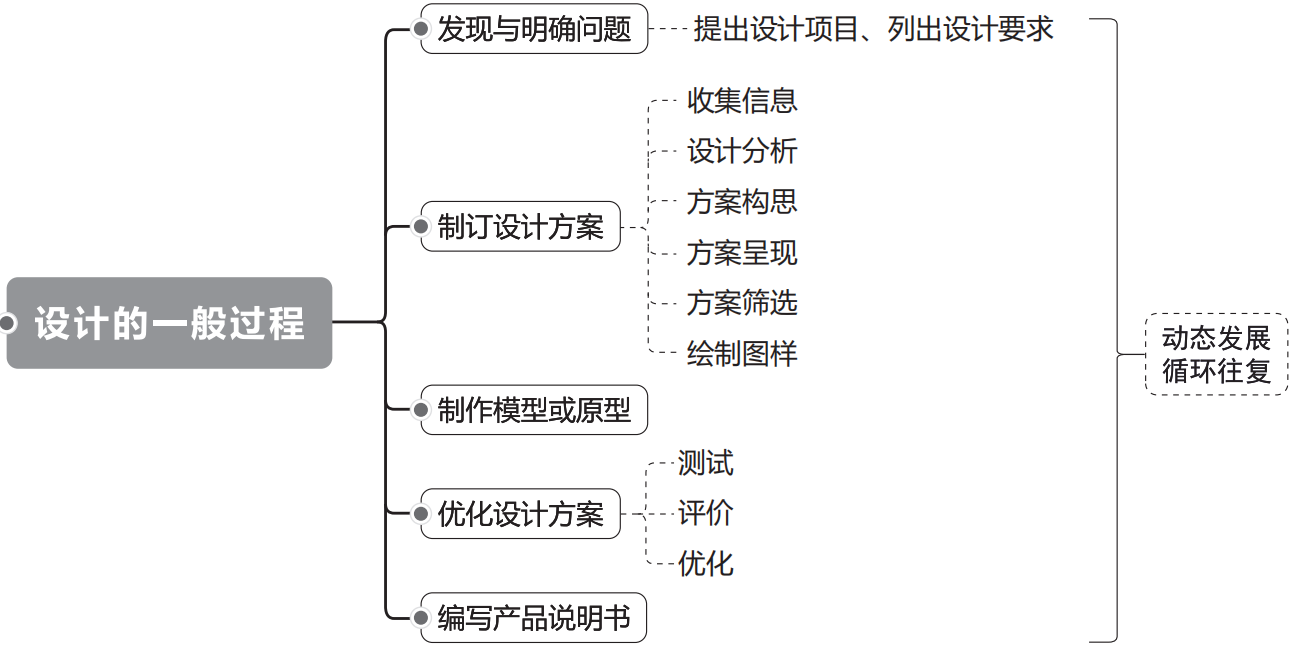 设计的一般过程
发现与明确问题
提出设计项目、列出设计要求
制订设计方案
收集信息
设计分析
方案构思
方案呈现
方案筛选
绘制图样
制作模型或原型
优化设计方案
测试
评价
优化
编写产品说明书
动态发展
循环往复